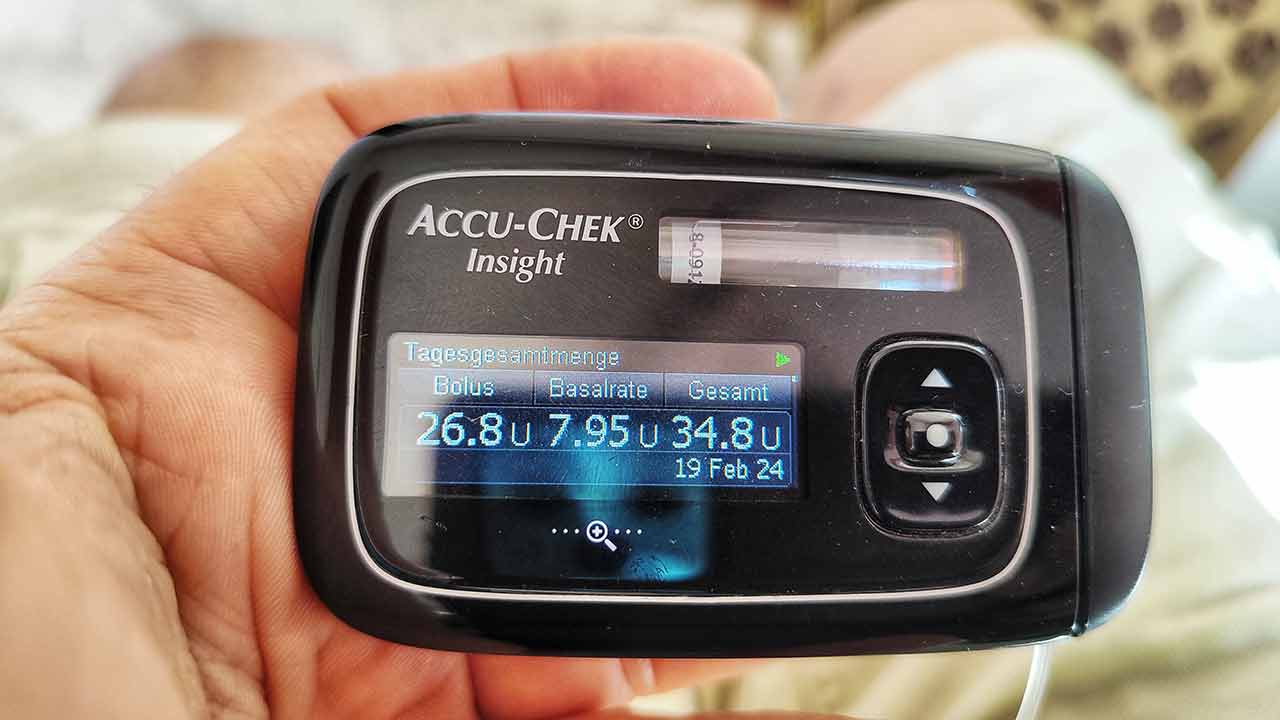 ACCU-CHEK®
Insight
Tagesgesamtmenge
Bolus Basalrate Gesamt
26.8 U 7.95 U 34.8 U
19 Feb 24